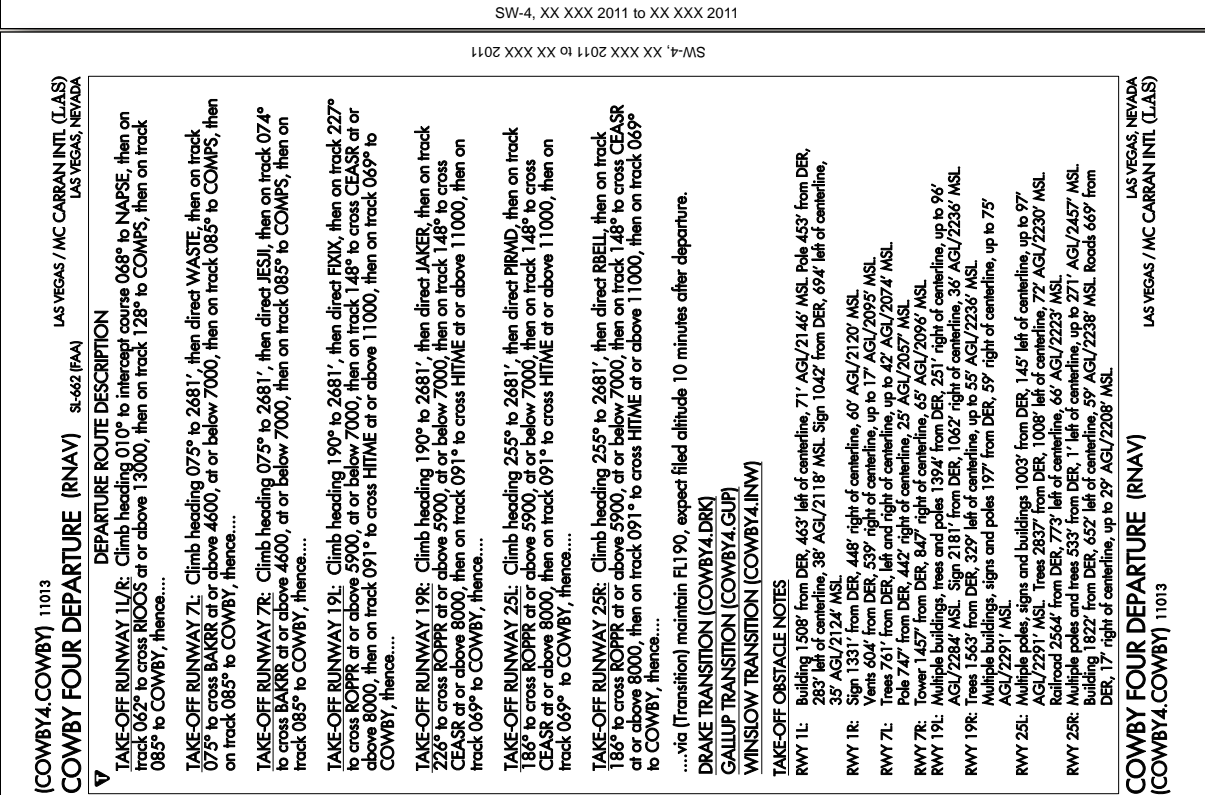 SW-4, XX XXX 2011 to XX XXX 2011
SW-4, XX XXX 2011 to XX XXX 2011
(COWBY4.COWBY) 11013
COWBY FOUR DEPARTURE (RNAV)
SL-662 (FAA)
LAS VEGAS / MC CARRAN INTL (LAS)
LAS VEGAS, NEVADA
DEPARTURE ROUTE DESCRIPTION
TAKE-OFF RUNWAY 1L/R: Climb heading 010° to intercept course 068° to NAPSE, then on
track 062° to cross RIOOS at or above 13000, then on track 128° to COMPS, then on track
085° to COWBY, thence....
TAKE-OFF RUNWAY 7L: Climb heading 075° to 2681′, then direct WASTE, then on track
075° to cross BAKRR at or above 4600, at or below 7000, then on track 085° to COMPS, then
on track 085° to COWBY, thence....
TAKE-OFF RUNWAY 7R: Climb heading 075° to 2681′, then direct JESJI, then on track 074°
to cross BAKRR at or above 4600, at or below 7000, then on track 085° to COMPS, then on
track 085° to COWBY, thence....
TAKE-OFF RUNWAY 19L: Climb heading 190° to 2681′, then direct FIXIX, then on track 227°
to cross ROPPR at or above 5900, at or below 7000, then on track 148° to cross CEASR at or
above 8000, then on track 091° to cross HITME at or above 11000, then on track 069° to
COWBY, thence....
TAKE-OFF RUNWAY 19R: Climb heading 190° to 2681′, then direct JAKER, then on track
226° to cross ROPPR at or above 5900, at or below 7000, then on track 148° to cross
CEASR at or above 8000, then on track 091° to cross HITME at or above 11000, then on
track 069° to COWBY, thence....
TAKE-OFF RUNWAY 25L: Climb heading 255° to 2681′, then direct PIRMD, then on track
186° to cross ROPPR at or above 5900, at or below 7000, then on track 148° to cross
CEASR at or above 8000, then on track 091° to cross HITME at or above 11000, then on
track 069° to COWBY, thence....
TAKE-OFF RUNWAY 25R: Climb heading 255° to 2681′, then direct RBELL, then on track
186° to cross ROPPR at or above 5900, at or below 7000, then on track 148° to cross CEASR
at or above 8000, then on track 091° to cross HITME at or above 11000, then on track 069°
to COWBY, thence....
....via (Transition) maintain FL190, expect filed altitude 10 minutes after departure.
DRAKE TRANSITION (COWBY4.DRK)
GALLUP TRANSITION (COWBY4.GUP)
WINSLOW TRANSITION (COWBY4.INW)
TAKE-OFF OBSTACLE NOTES
RWY 1L: Building 1508′ from DER, 463′ left of centerline, 71′ AGL/2146′ MSL. Pole 453′ from DER,
283′ left of centerline, 38′ AGL/2118′ MSL. Sign 1042′ from DER, 694′ left of centerline,
35′ AGL/2124′ MSL.
RWY 1R: Sign 1331′ from DER, 448′ right of centerline, 60′ AGL/2120′ MSL.
Vents 604′ from DER, 539′ right of centerline, up to 17′ AGL/2095′ MSL.
RWY 7L: Trees 761′ from DER, left and right of centerline, up to 42′ AGL/2074′ MSL.
Pole 747′ from DER, 442′ right of centerline, 25′ AGL/2057′ MSL
RWY 7R: Tower 1457′ from DER, 847′ right of centerline, 65′ AGL/2096′ MSL
RWY 19L: Multiple buildings, trees and poles 1394′ from DER, 251′ right of centerline, up to 96′
AGL/2284′ MSL. Sign 2181′ from DER, 1062′ right of centerline, 36′ AGL/2236′ MSL
RWY 19R: Trees 1563′ from DER, 329′ left of centerline, up to 55′ AGL/2236′ MSL.
Multiple buildings, signs and poles 197′ from DER, 59′ right of centerline, up to 75′
AGL/2291′ MSL.
RWY 25L: Multiple poles, signs and buildings 1003′ from DER, 145′ left of centerline, up to 97′
AGL/2291′ MSL. Trees 2837′ from DER, 1008′ left of centerline, 72′ AGL/2230′ MSL.
Railroad 2564′ from DER, 773′ left of centerline, 66′ AGL/2223′ MSL.
RWY 25R: Multiple poles and trees 533′ from DER, 1′ left of centerline, up to 271′ AGL/2457′ MSL.
Building 1822′ from DER, 652′ left of centerline, 59′ AGL/2238′ MSL. Roads 669′ from
DER, 17′ right of centerline, up to 29′ AGL/2208′ MSL.
COWBY FOUR DEPARTURE (RNAV)
(COWBY4.COWBY) 11013
LAS VEGAS, NEVADA
LAS VEGAS / MC CARRAN INTL (LAS)